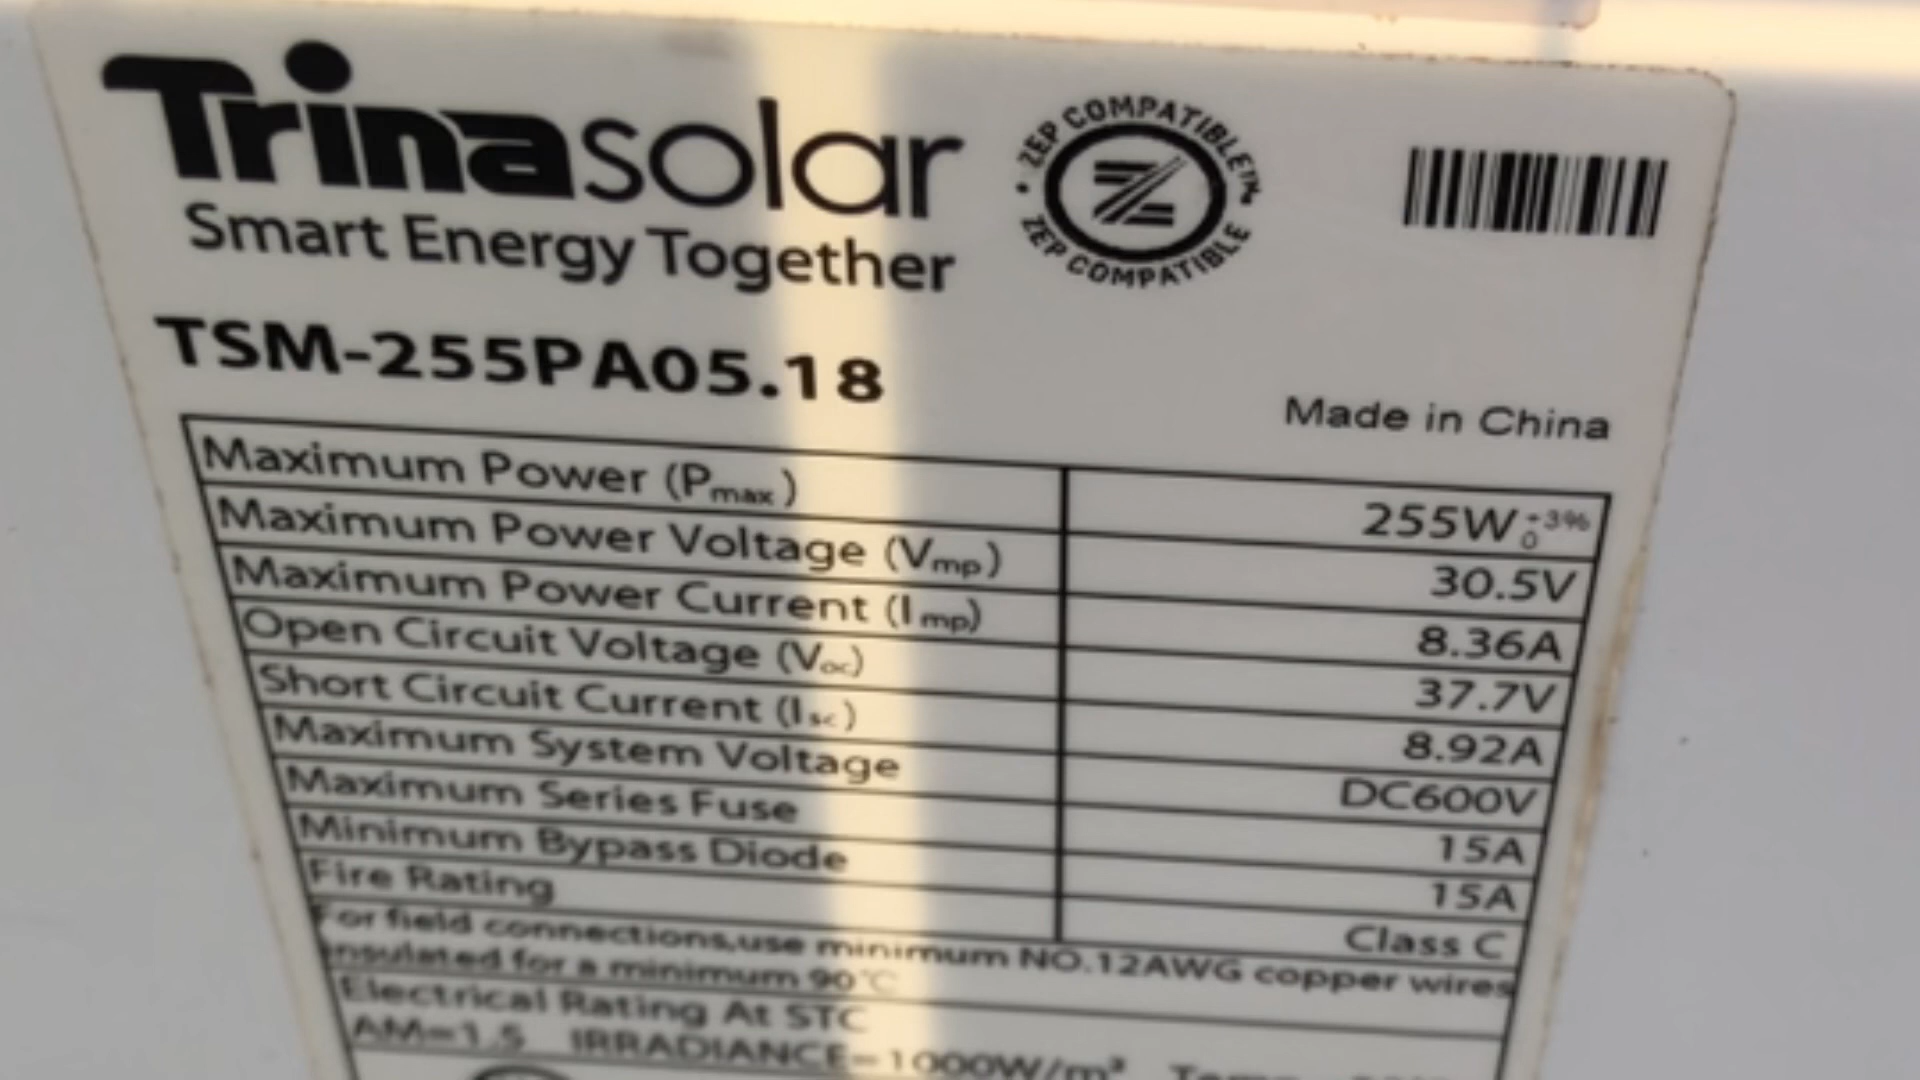 Trinasolar
Smart Energy Together
ZEP COMPATIBLE™
ZEP COMPATIBLE
TSM-255PA05.18
Made in China
Maximum Power (Pmax) 255W +3% 0
Maximum Power Voltage (Vmp) 30.5V
Maximum Power Current (Imp) 8.36A
Open Circuit Voltage (Voc) 37.7V
Short Circuit Current (Isc) 8.92A
Maximum System Voltage DC600V
Maximum Series Fuse 15A
Minimum Bypass Diode 15A
Fire Rating Class C
For field connections,use minimum NO.12AWG copper wires
insulated for a minimum 90℃
Electrical Rating At STC
AM=1.5 IRRADIANCE=1000W/m²